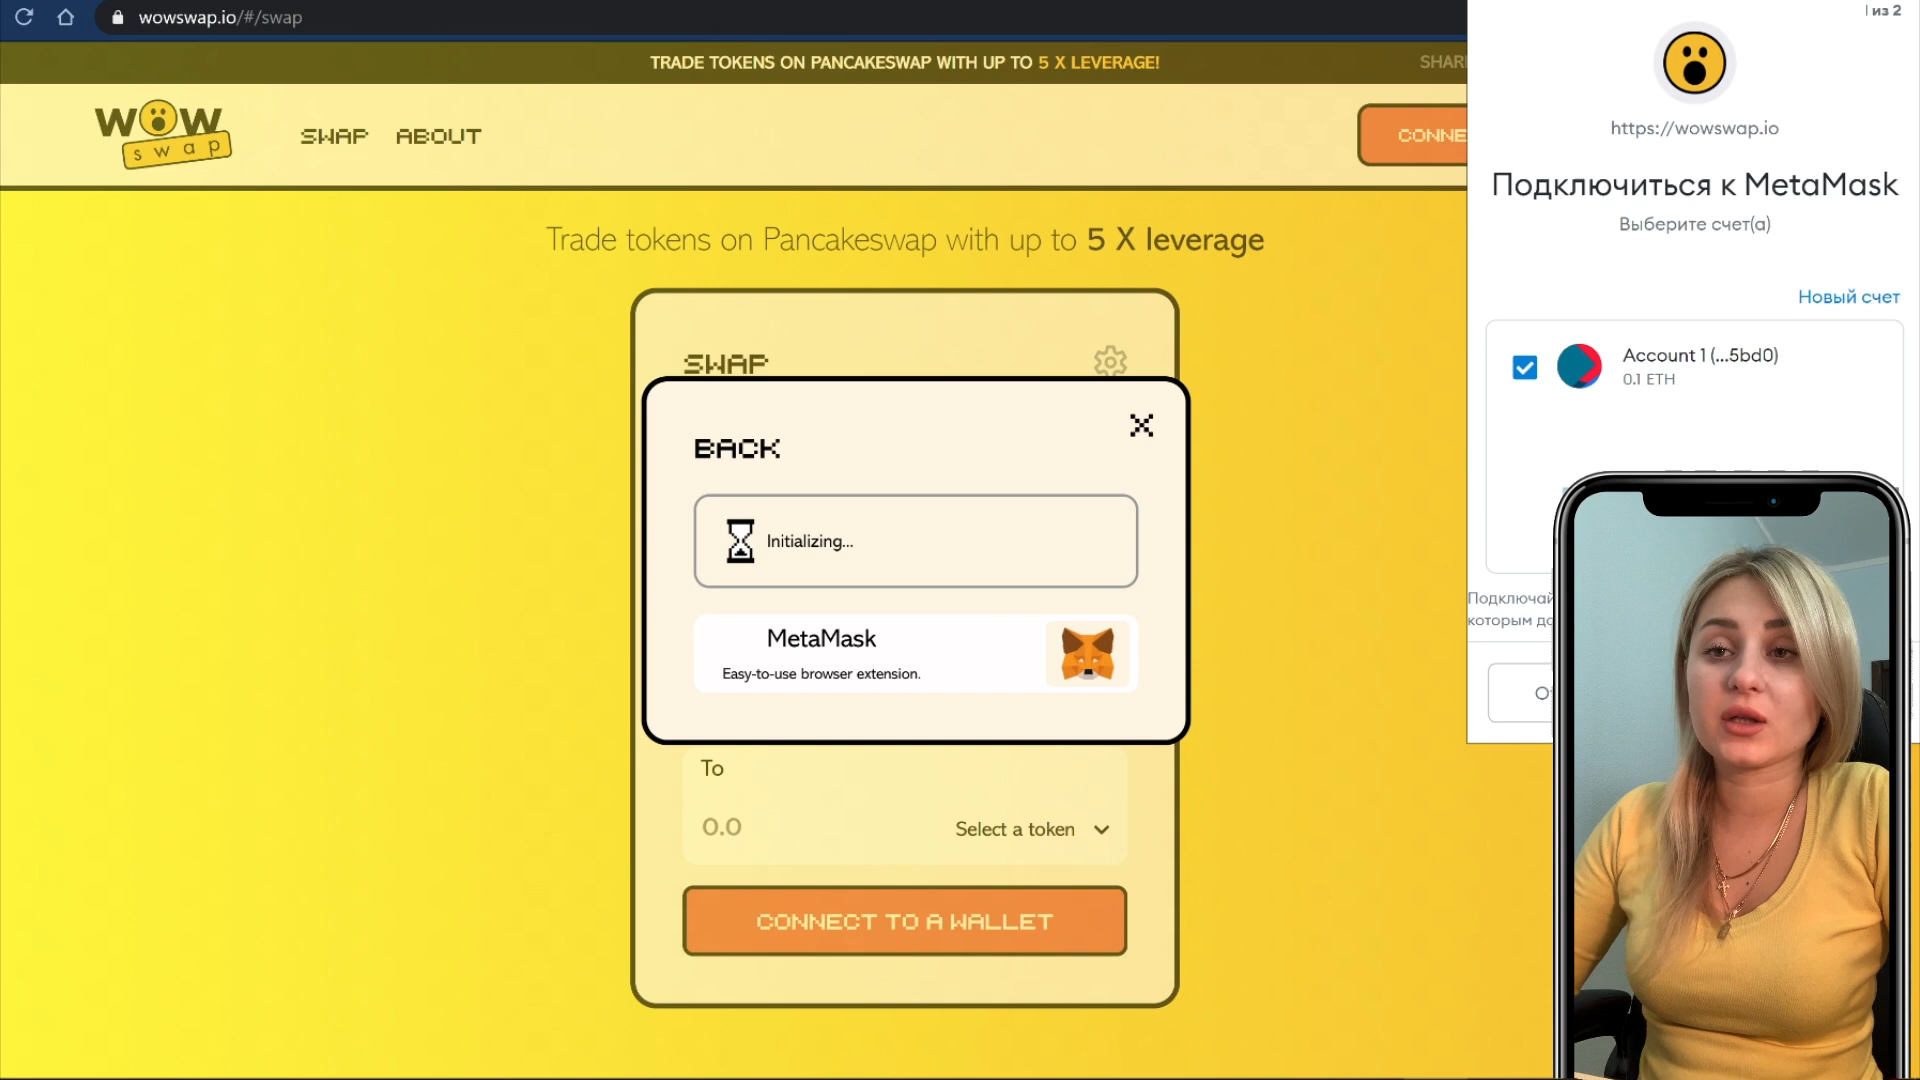 wowswap.io/#/swap
TRADE TOKENS ON PANCAKESWAP WITH UP TO 5 X LEVERAGE!
WOW
swap
SWAP
ABOUT
Trade tokens on Pancakeswap with up to 5 X leverage
SWAP
BACK
Initializing...
MetaMask
Easy-to-use browser extension.
To
0.0
Select a token
CONNECT TO A WALLET
из 2
https://wowswap.io
Подключиться к MetaMask
Выберите счет(а)
Новый счет
Account 1 (...5bd0)
0.1 ETH